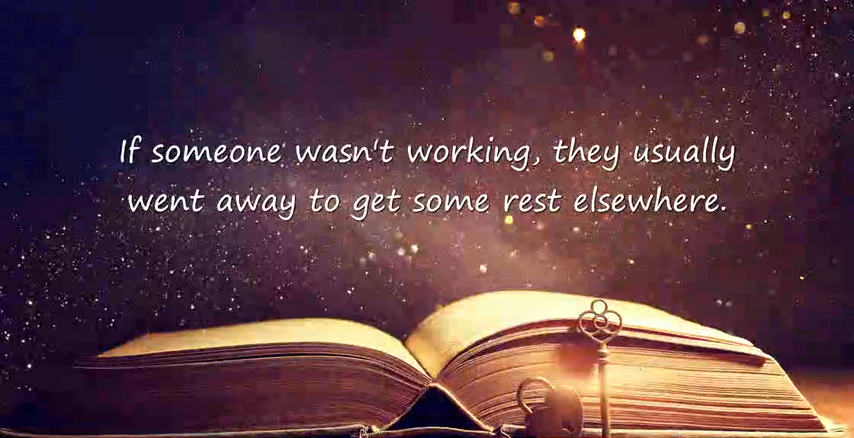 If someone wasn't working, they usually
went away to get some rest elsewhere.